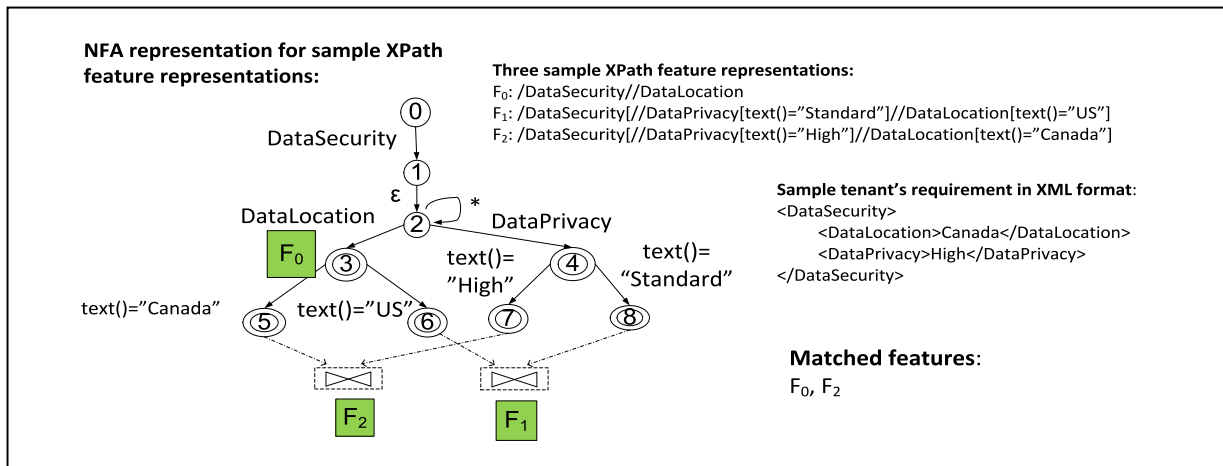 NFA representation for sample XPath
feature representations:
Three sample XPath feature representations:
F₀: /DataSecurity//DataLocation
F₁: /DataSecurity[//DataPrivacy[text()=”Standard”]//DataLocation[text()=”US”]
F₂: /DataSecurity[//DataPrivacy[text()=”High”]//DataLocation[text()=”Canada”]
0
DataSecurity
1
ε
2
*
DataLocation
DataPrivacy
F₀
3
4
text()=
”High”
text()=
“Standard”
text()=”Canada”
5
text()=”US”
6
7
8
F₂
F₁
Sample tenant’s requirement in XML format:
<DataSecurity>
<DataLocation>Canada</DataLocation>
<DataPrivacy>High</DataPrivacy>
</DataSecurity>
Matched features:
F₀, F₂